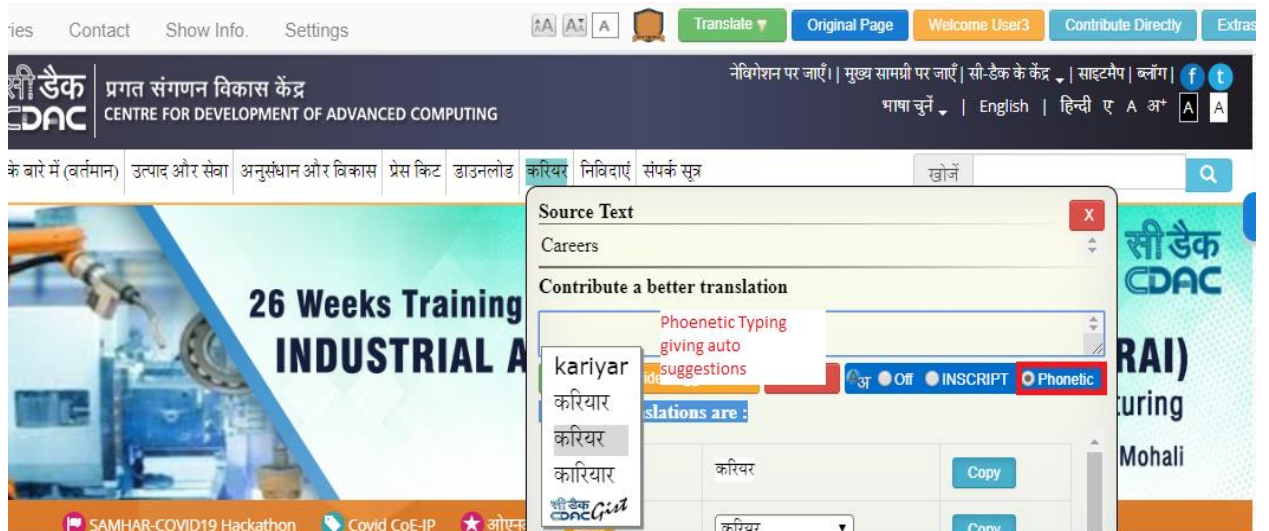 Contact Show Info. Settings
Translate ▼ Original Page Welcome User3 Contribute Directly Extras
नेविगेशन पर जाएँ। | मुख्य सामग्री पर जाएँ | सी-डैक के केंद्र | साइटमैप | ब्लॉग |
सी डैक
CDAC
प्रगत संगणन विकास केंद्र
CENTRE FOR DEVELOPMENT OF ADVANCED COMPUTING
भाषा चुनें | English | हिन्दी ए A अ+ A A
के बारे में (वर्तमान) उत्पाद और सेवा अनुसंधान और विकास प्रेस किट डाउनलोड करियर निविदाएं संपर्क सूत्र
खोजें
Source Text X
Careers
Contribute a better translation
Phoenetic Typing
giving auto
suggestions
अ Off INSCRIPT Phonetic
kariyar
करियार
करियर
कारियार
सी डैक
CDAC Gist
slations are :
करियर Copy
करियर Copy
26 Weeks Training
INDUSTRIAL A
सी डैक
CDAC
RAI)
turing
Mohali
SAMHAR-COVID19 Hackathon Covid CoE-IP